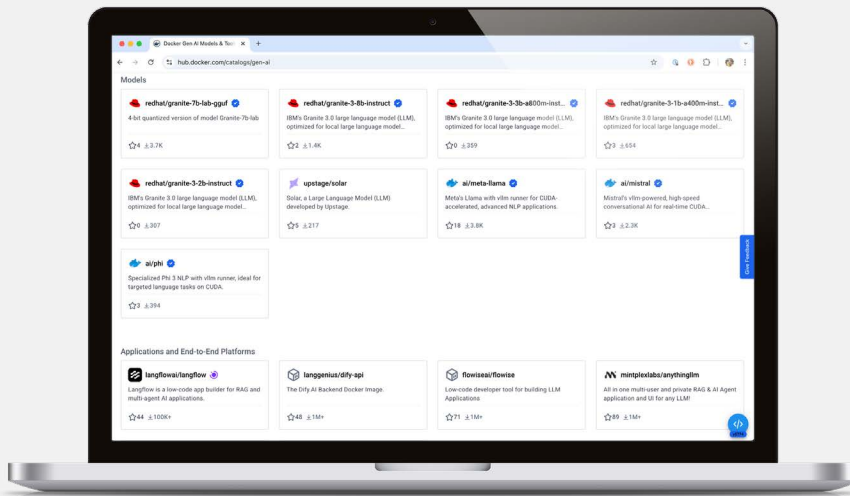 Docker Gen AI Models & Tools
hub.docker.com/catalogs/gen-ai
Models
redhat/granite-7b-lab-gguf
4-bit quantized version of model Granite-7b-lab
4 3.7K
redhat/granite-3-8b-instruct
IBM's Granite 3.0 large language model (LLM),
optimized for local large language model...
2 1.4K
redhat/granite-3-3b-a800m-inst...
IBM's Granite 3.0 large language model (LLM),
optimized for local large language model...
0 359
redhat/granite-3-1b-a400m-inst...
IBM's Granite 3.0 large language model (LLM),
optimized for local large language model...
3 654
redhat/granite-3-2b-instruct
IBM's Granite 3.0 large language model (LLM),
optimized for local large language model...
0 307
upstage/solar
Solar, a Large Language Model (LLM)
developed by Upstage.
5 217
ai/meta-llama
Meta's Llama with vllm runner for CUDA-
accelerated, advanced NLP applications.
18 3.8K
ai/mistral
Mistral's vllm-powered, high-speed
conversational AI for real-time CUDA...
3 2.3K
Give Feedback
ai/phi
Specialized Phi 3 NLP with vllm runner, ideal for
targeted language tasks on CUDA.
3 394
Applications and End-to-End Platforms
langflowai/langflow
Langflow is a low-code app builder for RAG and
multi-agent AI applications.
44 100K+
langgenius/dify-api
The Dify AI Backend Docker Image.
48 1M+
flowiseai/flowise
Low-code developer tool for building LLM
Applications
71 1M+
mintplexlabs/anythingllm
All in one multi-user and private RAG & AI Agent
application and UI for any LLM!
89 1M+